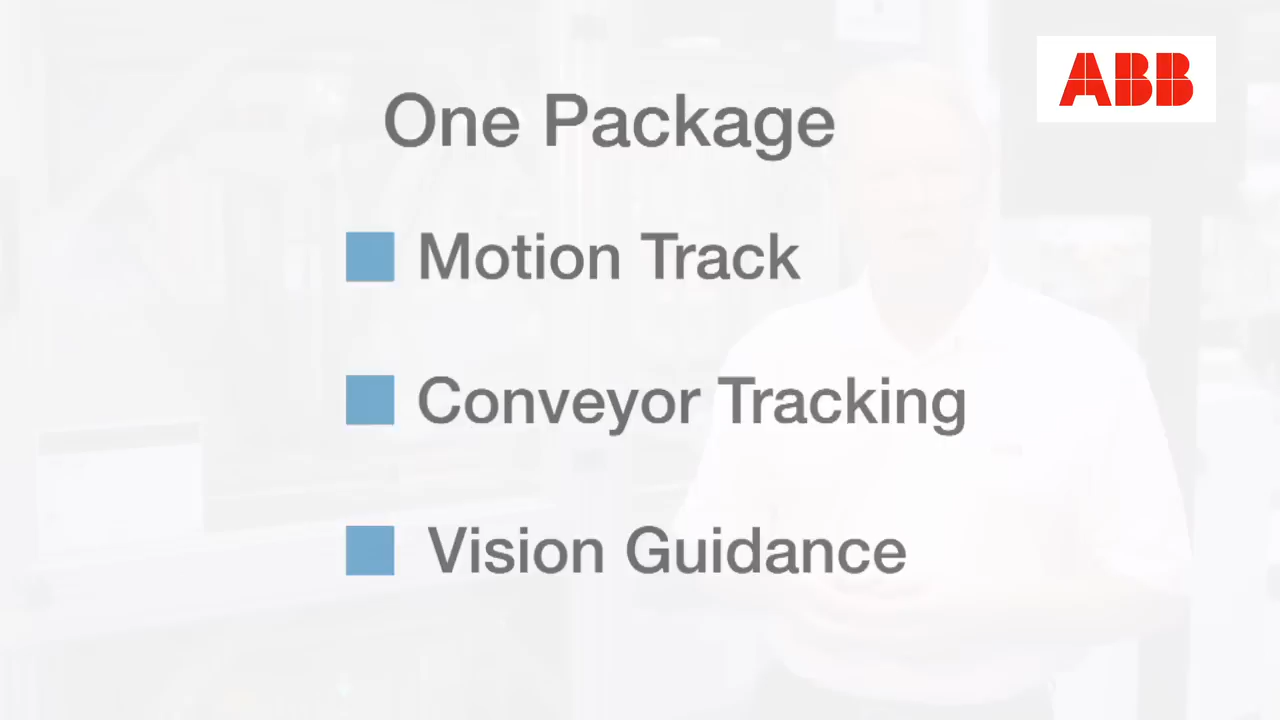 ABB
One Package
Motion Track
Conveyor Tracking
Vision Guidance